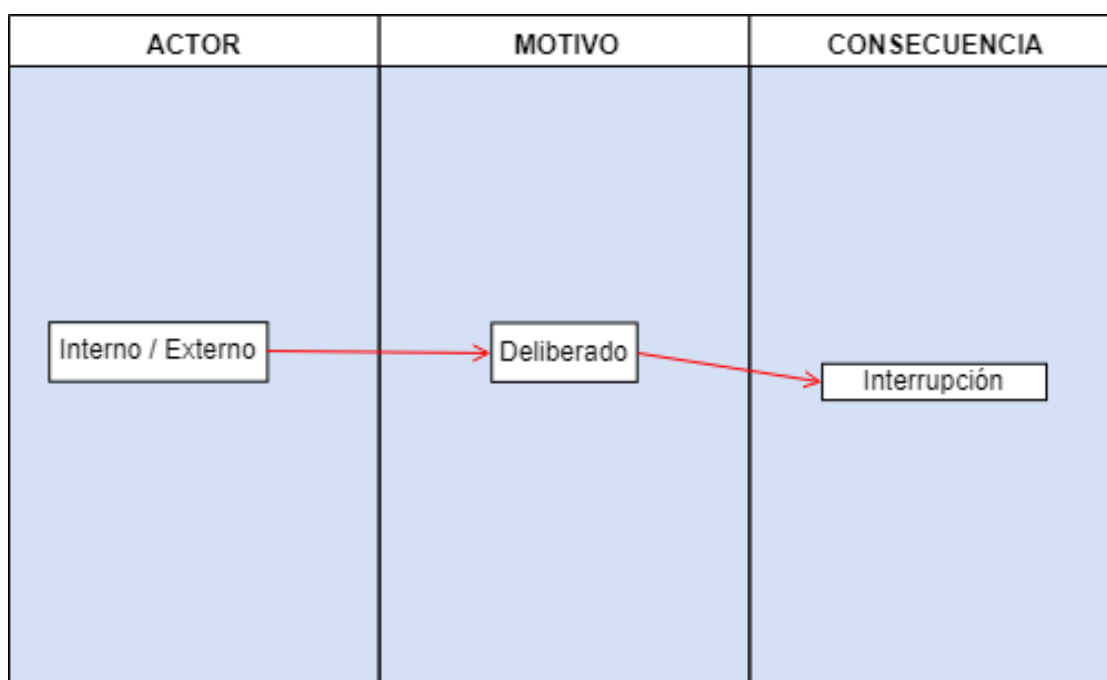 ACTOR
MOTIVO
CONSECUENCIA
Interno / Externo
Deliberado
Interrupción